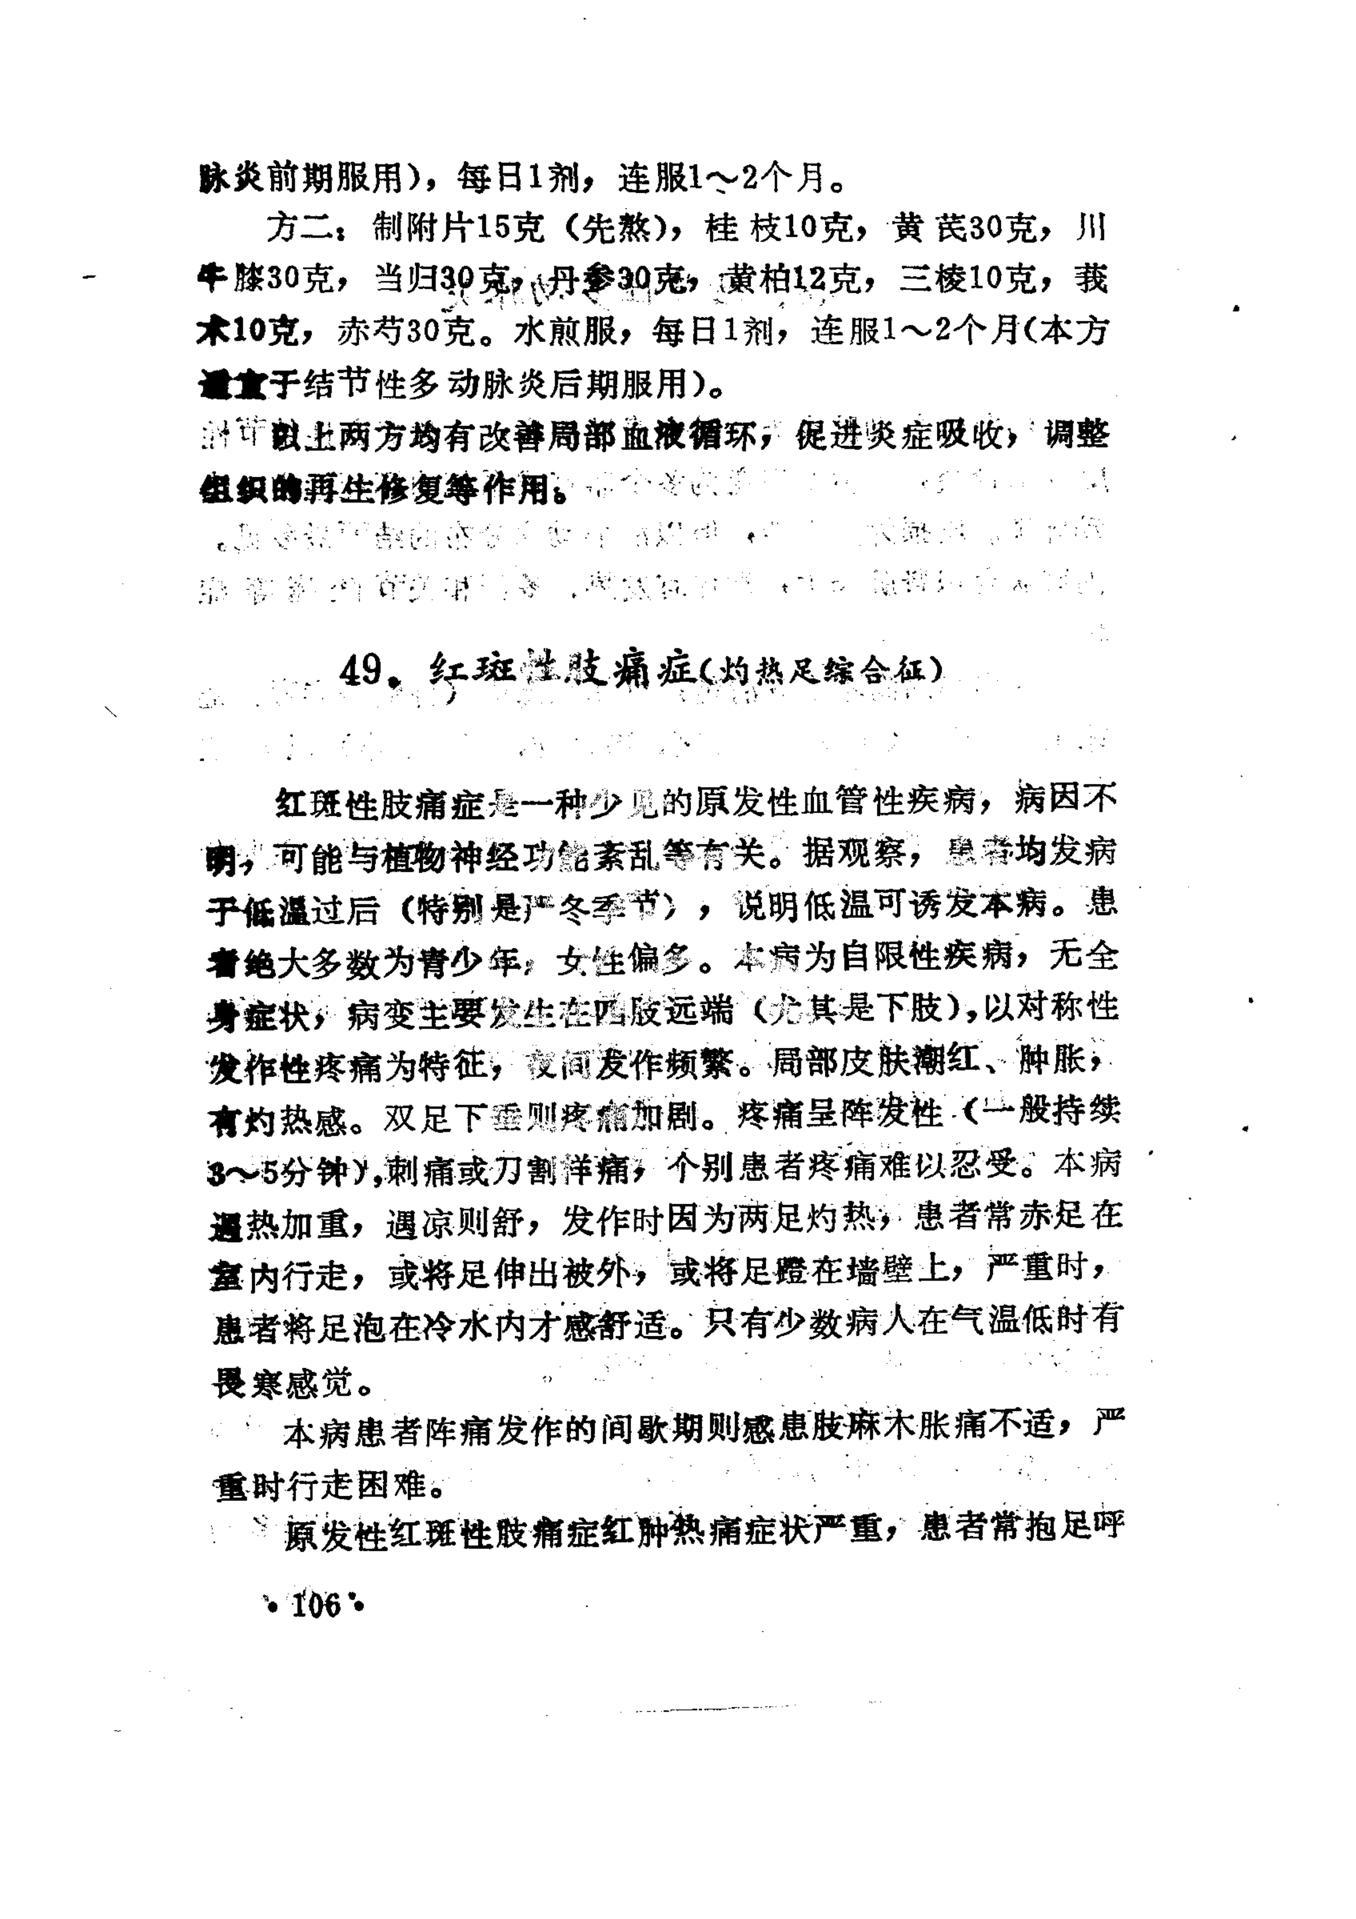 脉炎前期服用），每日1剂，连服1～2个月。
方二：制附片15克（先熬），桂枝10克，黄芪30克，川
牛膝30克，当归30克，丹参30克，黄柏12克，三棱10克，莪
术10克，赤芍30克。水煎服，每日1剂，连服1～2个月（本方
适宜于结节性多动脉炎后期服用）。
以上两方均有改善局部血液循环，促进炎症吸收，调整
组织的再生修复等作用。
49．红斑性肢痛症（灼热足综合征）
红斑性肢痛症是一种少见的原发性血管性疾病，病因不
明，可能与植物神经功能紊乱等有关。据观察，患者均发病
于低温过后（特别是严冬季节），说明低温可诱发本病。患
者绝大多数为青少年，女性偏多。本病为自限性疾病，无全
身症状，病变主要发生在四肢远端（尤其是下肢），以对称性
发作性疼痛为特征，夜间发作频繁。局部皮肤潮红、肿胀，
有灼热感。双足下垂则疼痛加剧。疼痛呈阵发性（一般持续
3～5分钟），刺痛或刀割样痛，个别患者疼痛难以忍受。本病
遇热加重，遇凉则舒，发作时因为两足灼热，患者常赤足在
室内行走，或将足伸出被外，或将足蹬在墙壁上，严重时，
患者将足泡在冷水内才感舒适。只有少数病人在气温低时有
畏寒感觉。
本病患者阵痛发作的间歇期则感患肢麻木胀痛不适，严
重时行走困难。
原发性红斑性肢痛症红肿热痛症状严重，患者常抱足呼
•106•